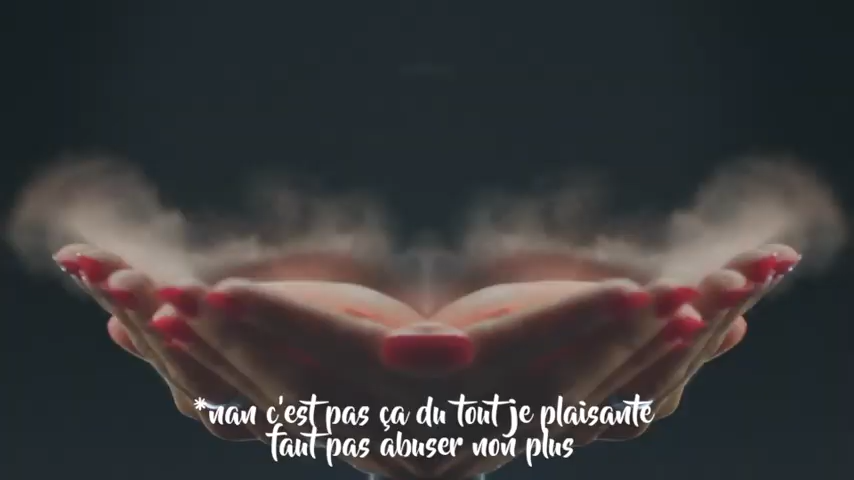 *nan c'est pas ça du tout je plaisante
faut pas abuser non plus